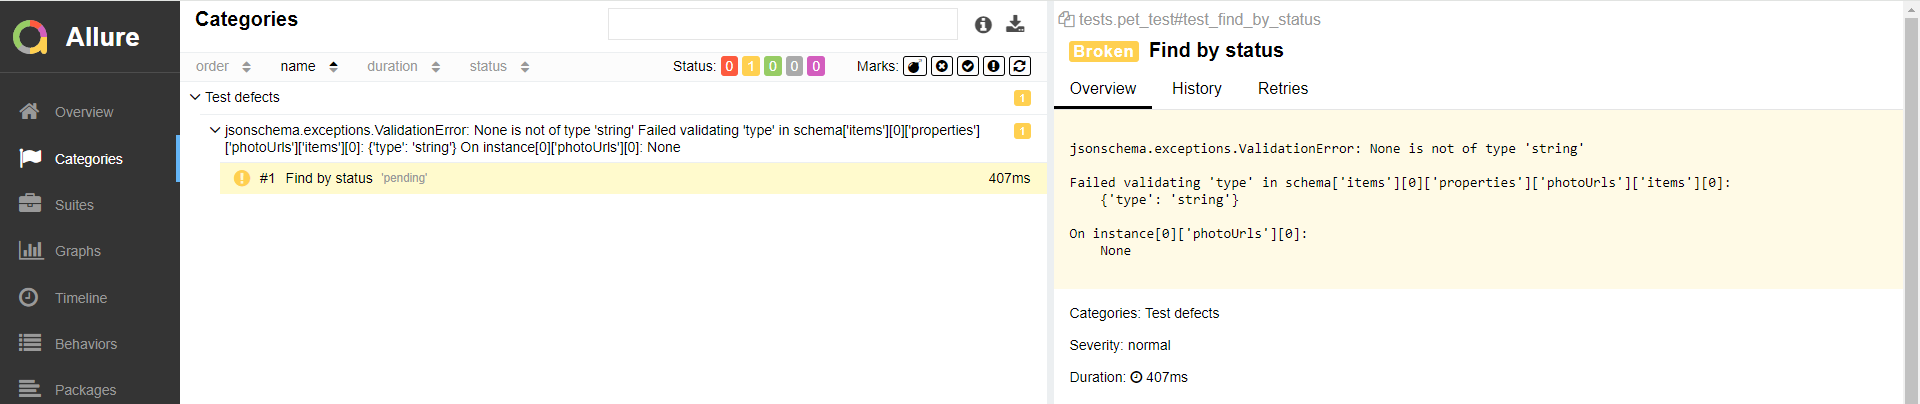 Allure
Overview
Categories
Suites
Graphs
Timeline
Behaviors
Packages
Categories
order name duration status Status: 0 1 0 0 0 Marks:
Test defects 1
jsonschema.exceptions.ValidationError: None is not of type 'string' Failed validating 'type' in schema['items'][0]['properties'] 1
['photoUrls']['items'][0]: {'type': 'string'} On instance[0]['photoUrls'][0]: None
#1 Find by status 'pending' 407ms
tests.pet_test#test_find_by_status
Broken Find by status
Overview History Retries
jsonschema.exceptions.ValidationError: None is not of type 'string'
Failed validating 'type' in schema['items'][0]['properties']['photoUrls']['items'][0]:
{'type': 'string'}
On instance[0]['photoUrls'][0]:
None
Categories: Test defects
Severity: normal
Duration: 407ms